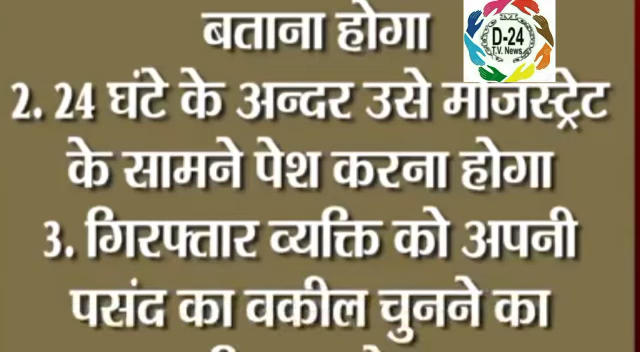 बताना होगा
D-24
T.V. News
2. 24 घंटे के अन्दर उसे मजिस्ट्रेट
के सामने पेश करना होगा
3. गिरफ्तार व्यक्ति को अपनी
पसंद का वकील चुनने का